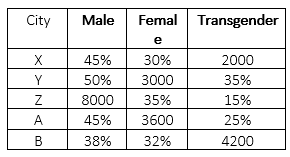 City Male Femal Transgender
e
X 45% 30% 2000
Y 50% 3000 35%
Z 8000 35% 15%
A 45% 3600 25%
B 38% 32% 4200